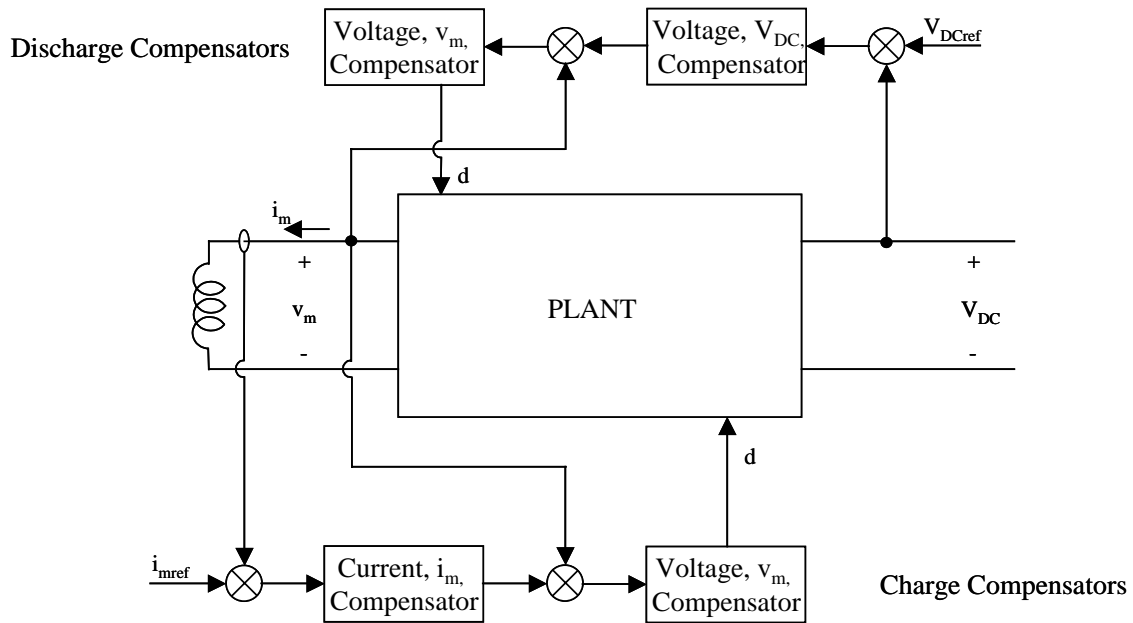 Discharge Compensators
Voltage, vm,
Compensator
Voltage, VDC,
Compensator
VDCref
d
im
+
vm
-
PLANT
+
VDC
-
d
imref
Current, im,
Compensator
Voltage, vm,
Compensator
Charge Compensators